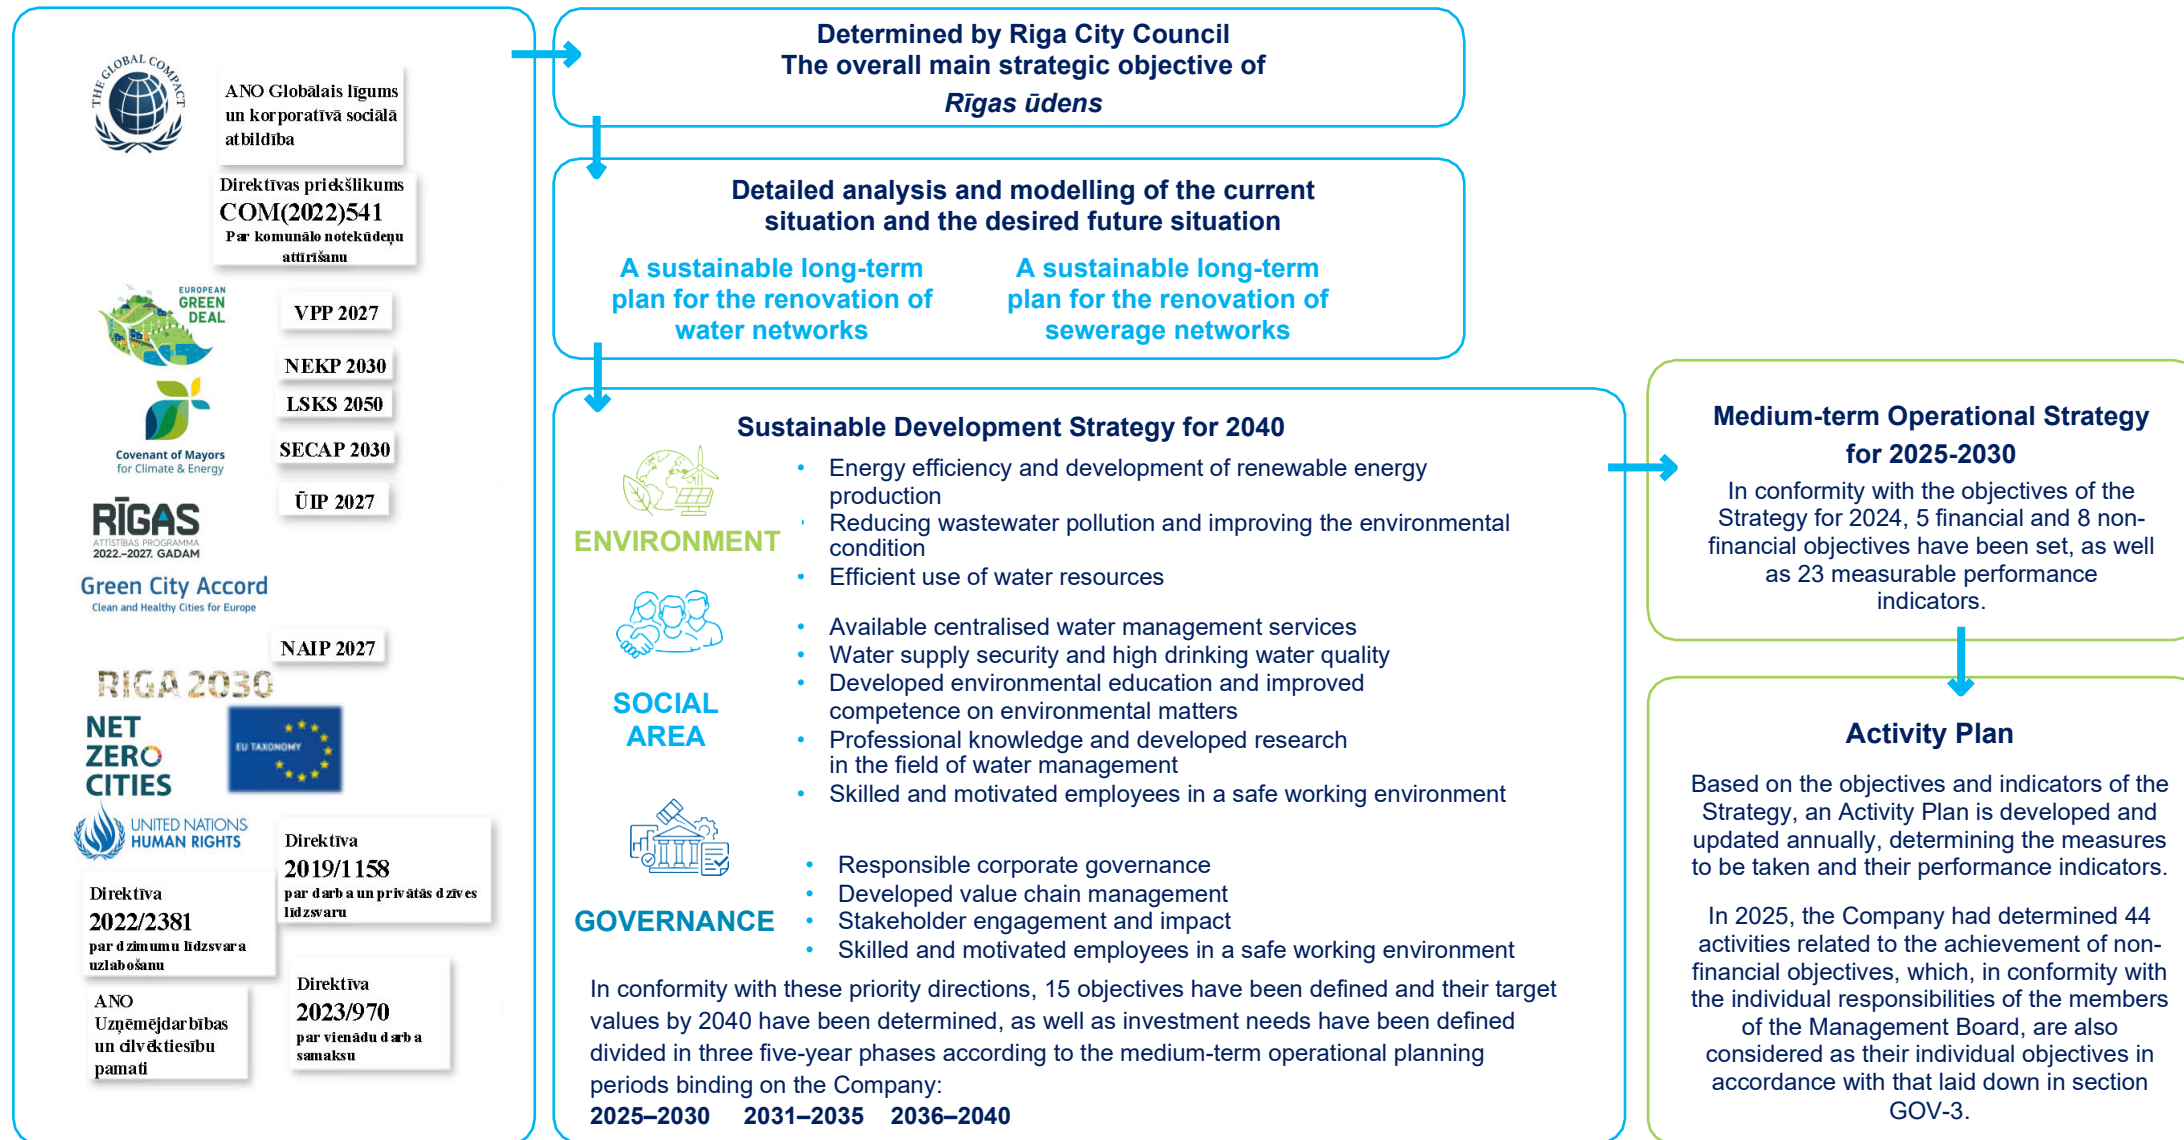 THE GLOBAL COMPACT
ANO Globālais līgums
un korporatīvā sociālā
atbildība
Direktīvas priekšlikums
COM(2022)541
Par komunālo notekūdeņu
attīrīšanu
EUROPEAN
GREEN
DEAL
VPP 2027
NEKP 2030
LSKS 2050
Covenant of Mayors
for Climate & Energy
SECAP 2030
ŪIP 2027
RĪGAS
ATTĪSTĪBAS PROGRAMMA
2022.–2027. GADAM
Green City Accord
Clean and Healthy Cities for Europe
NAIP 2027
RIGA 2030
NET
ZERO
CITIES
EU TAXONOMY
UNITED NATIONS
HUMAN RIGHTS
Direktīva
2019/1158
par darba un privātās dzīves
līdzsvaru
Direktīva
2022/2381
par dzimumu līdzsvara
uzlabošanu
Direktīva
2023/970
par vienādu darba
samaksu
ANO
Uzņēmējdarbības
un cilvēktiesību
pamati
Determined by Riga City Council
The overall main strategic objective of
Rīgas ūdens
Detailed analysis and modelling of the current
situation and the desired future situation
A sustainable long-term
plan for the renovation of
water networks
A sustainable long-term
plan for the renovation of
sewerage networks
Sustainable Development Strategy for 2040
ENVIRONMENT
• Energy efficiency and development of renewable energy
production
• Reducing wastewater pollution and improving the environmental
condition
• Efficient use of water resources
SOCIAL
AREA
• Available centralised water management services
• Water supply security and high drinking water quality
• Developed environmental education and improved
competence on environmental matters
• Professional knowledge and developed research
in the field of water management
• Skilled and motivated employees in a safe working environment
GOVERNANCE
• Responsible corporate governance
• Developed value chain management
• Stakeholder engagement and impact
• Skilled and motivated employees in a safe working environment
In conformity with these priority directions, 15 objectives have been defined and their target
values by 2040 have been determined, as well as investment needs have been defined
divided in three five-year phases according to the medium-term operational planning
periods binding on the Company:
2025–2030 2031–2035 2036–2040
Medium-term Operational Strategy
for 2025-2030
In conformity with the objectives of the
Strategy for 2024, 5 financial and 8 non-
financial objectives have been set, as well
as 23 measurable performance
indicators.
Activity Plan
Based on the objectives and indicators of the
Strategy, an Activity Plan is developed and
updated annually, determining the measures
to be taken and their performance indicators.
In 2025, the Company had determined 44
activities related to the achievement of non-
financial objectives, which, in conformity with
the individual responsibilities of the members
of the Management Board, are also
considered as their individual objectives in
accordance with that laid down in section
GOV-3.